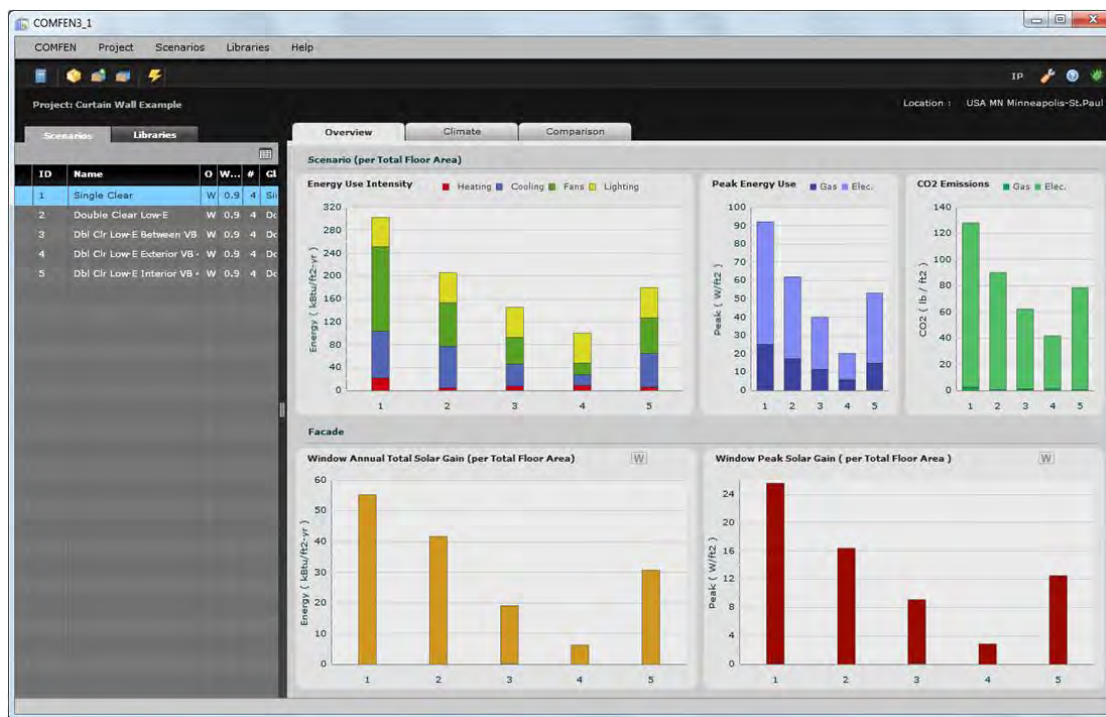 COMFEN3_1
COMFEN Project Scenarios Libraries Help
IP
Project: Curtain Wall Example
Location : USA MN Minneapolis-St.Paul
Scenarios Libraries
Overview Climate Comparison
ID Name O W... # Gl
1 Single Clear W 0.9 4 Sin
2 Double Clear Low-E W 0.9 4 Do
3 Dbl Clr Low-E Between VB W 0.9 4 Do
4 Dbl Clr Low-E Exterior VB - W 0.9 4 Do
5 Dbl Clr Low-E Interior VB - W 0.9 4 Do
Scenario (per Total Floor Area)
Energy Use Intensity Heating Cooling Fans Lighting
Energy ( kBtu/ft2-yr )
320
280
240
200
160
120
80
40
0
1 2 3 4 5
Peak Energy Use Gas Elec.
Peak ( W/ft2 )
100
90
80
70
60
50
40
30
20
10
0
1 2 3 4 5
CO2 Emissions Gas Elec.
CO2 ( lb / ft2 )
140
120
100
80
60
40
20
0
1 2 3 4 5
Facade
Window Annual Total Solar Gain (per Total Floor Area) W
Energy ( kBtu/ft2-yr )
60
50
40
30
20
10
0
1 2 3 4 5
Window Peak Solar Gain ( per Total Floor Area ) W
Peak ( W/ft2 )
24
20
16
12
8
4
0
1 2 3 4 5